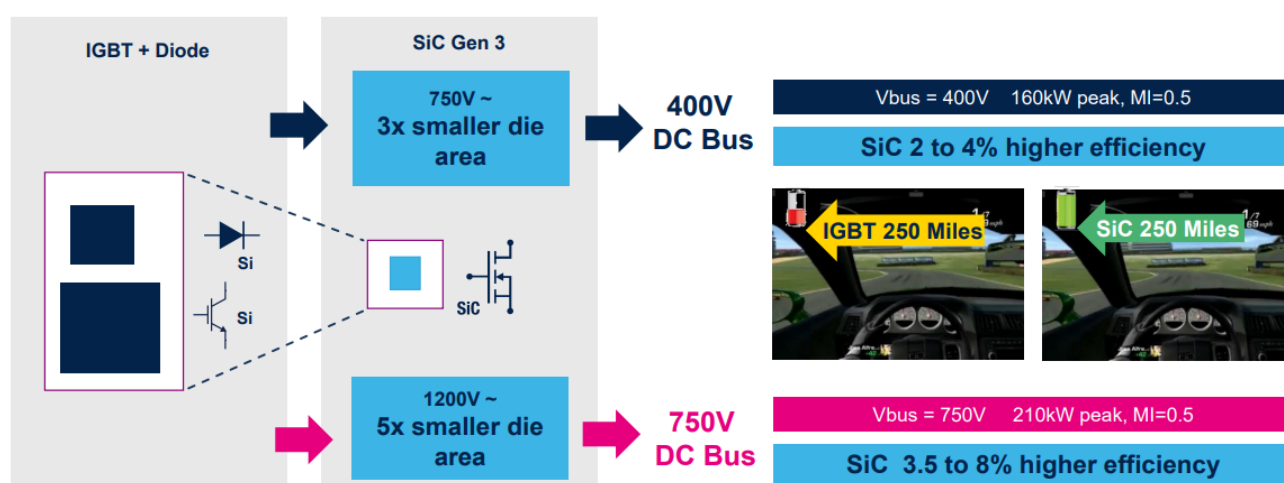 IGBT + Diode
Si
Si
SiC Gen 3
750V ~
3x smaller die
area
SiC
1200V ~
5x smaller die
area
400V
DC Bus
750V
DC Bus
Vbus = 400V 160kW peak, MI=0.5
SiC 2 to 4% higher efficiency
IGBT 250 Miles
SiC 250 Miles
Vbus = 750V 210kW peak, MI=0.5
SiC 3.5 to 8% higher efficiency